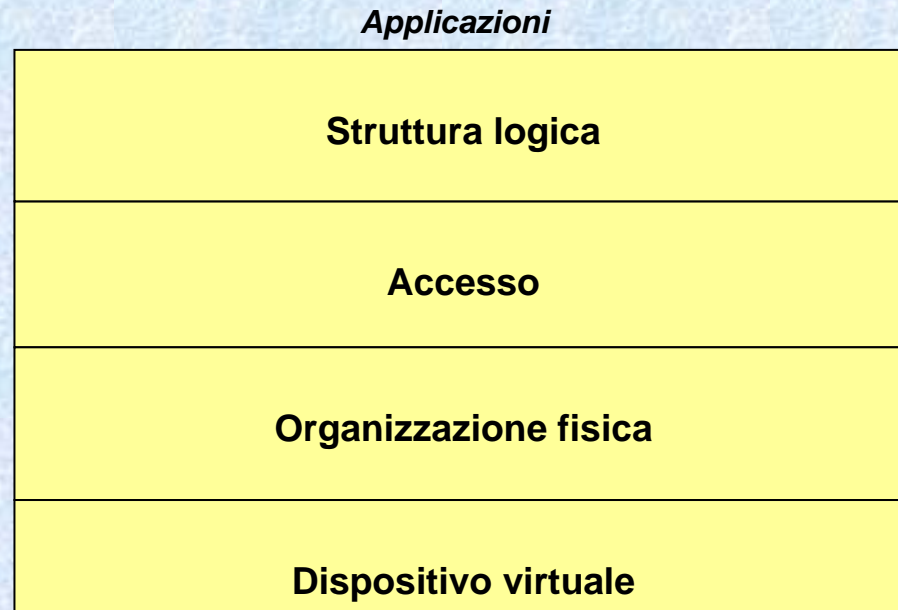 Applicazioni
Struttura logica
Accesso
Organizzazione fisica
Dispositivo virtuale